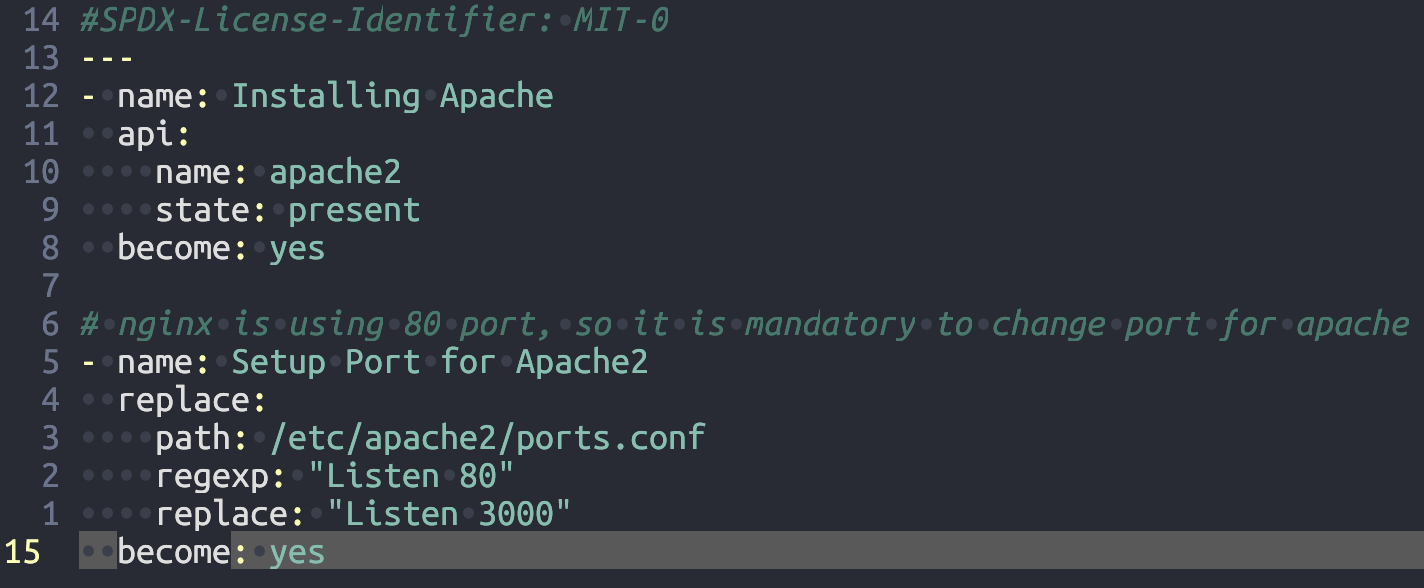 14 #SPDX-License-Identifier: MIT-0
13 ---
12 - name: Installing Apache
11   api:
10     name: apache2
 9     state: present
 8   become: yes
 7
 6 # nginx is using 80 port, so it is mandatory to change port for apache
 5 - name: Setup Port for Apache2
 4   replace:
 3     path: /etc/apache2/ports.conf
 2     regexp: "Listen 80"
 1     replace: "Listen 3000"
15   become: yes